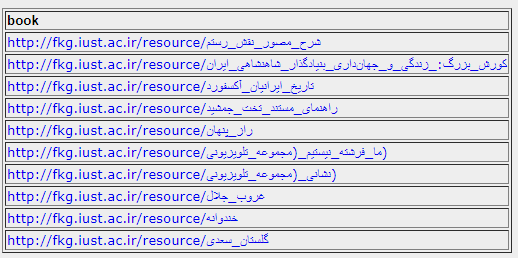 book
http://fkg.iust.ac.ir/resource/شرح_مصور_نقش_رستم
http://fkg.iust.ac.ir/resource/کورش_بزرگ:_زندگی_و_جهان‌داری_بنیادگذار_شاهنشاهی_ایران
http://fkg.iust.ac.ir/resource/تاریخ_ایرانیان_آکسفورد
http://fkg.iust.ac.ir/resource/راهنمای_مستند_تخت_جمشید
http://fkg.iust.ac.ir/resource/راز_پنهان
http://fkg.iust.ac.ir/resource/ما_فرشته_نیستیم_(مجموعه_تلویزیونی)
http://fkg.iust.ac.ir/resource/نشانی_(مجموعه_تلویزیونی)
http://fkg.iust.ac.ir/resource/غروب_جلال
http://fkg.iust.ac.ir/resource/خندوانه
http://fkg.iust.ac.ir/resource/گلستان_سعدی